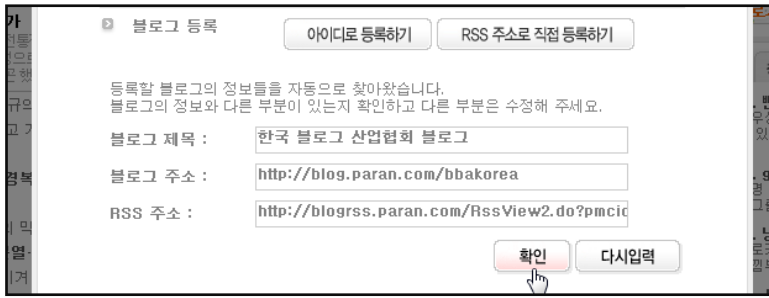 블로그 등록
아이디로 등록하기 RSS 주소로 직접 등록하기
등록할 블로그의 정보들을 자동으로 찾아왔습니다.
블로그의 정보와 다른 부분이 있는지 확인하고 다른 부분은 수정해 주세요.
블로그 제목 : 한국 블로그 산업협회 블로그
블로그 주소 : http://blog.paran.com/bbakorea
RSS 주소 : http://blogrss.paran.com/RssView2.do?pmcic
확인 다시입력